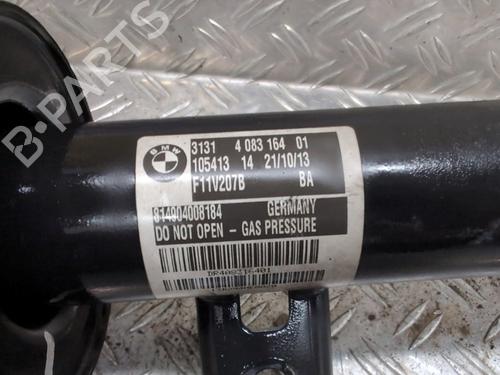 B-PARTS
BMW
3131 4 083 164 01
105413 14 21/10/13
F11V207B BA
814904008184 GERMANY
DO NOT OPEN - GAS PRESSURE
DR408316401